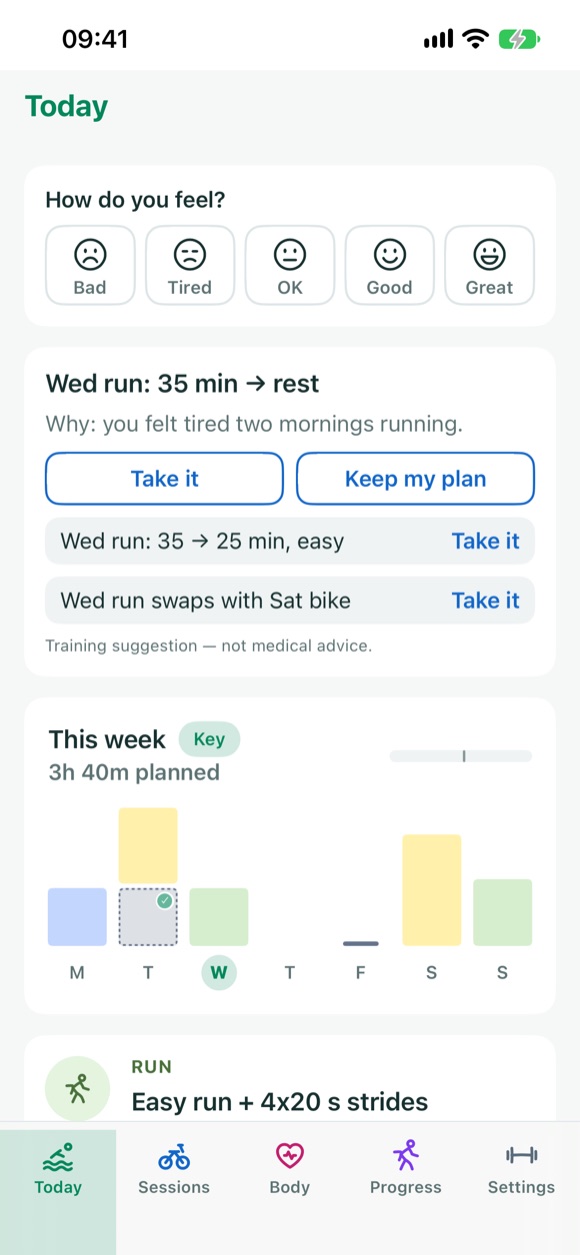 09:41
Today
How do you feel?
Bad Tired OK Good Great
Wed run: 35 min → rest
Why: you felt tired two mornings running.
Take it Keep my plan
Wed run: 35 → 25 min, easy Take it
Wed run swaps with Sat bike Take it
Training suggestion — not medical advice.
This week Key
3h 40m planned
M T W T F S S
RUN
Easy run + 4x20 s strides
Today Sessions Body Progress Settings